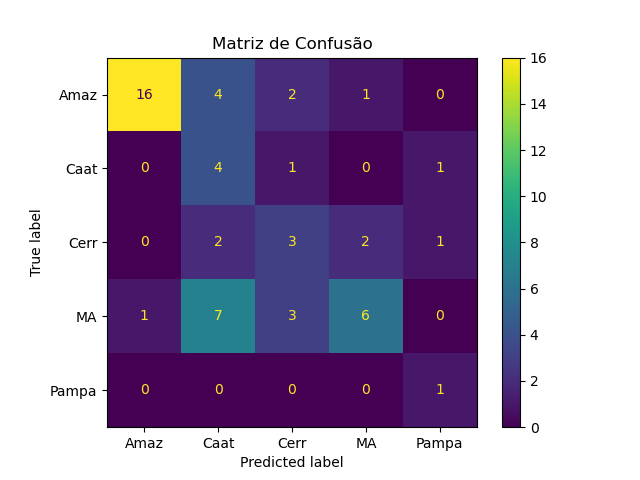 Matriz de Confusão
True label
Amaz 16 4 2 1 0
Caat 0 4 1 0 1
Cerr 0 2 3 2 1
MA 1 7 3 6 0
Pampa 0 0 0 0 1
Amaz Caat Cerr MA Pampa
Predicted label
16
14
12
10
8
6
4
2
0